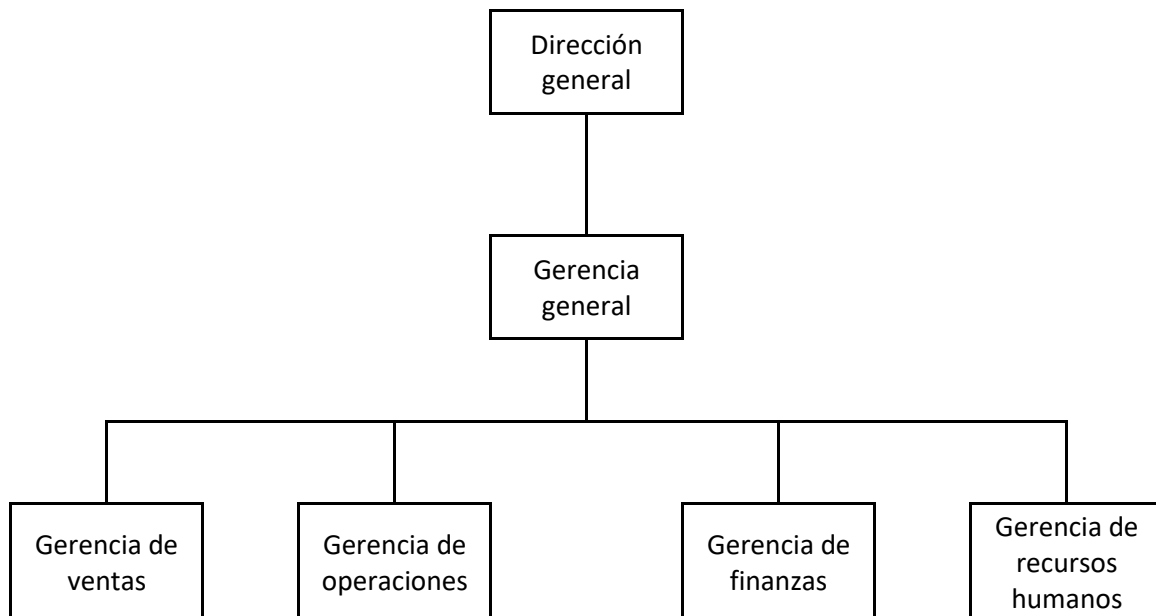 Dirección
general
Gerencia
general
Gerencia de
ventas
Gerencia de
operaciones
Gerencia de
finanzas
Gerencia de
recursos
humanos